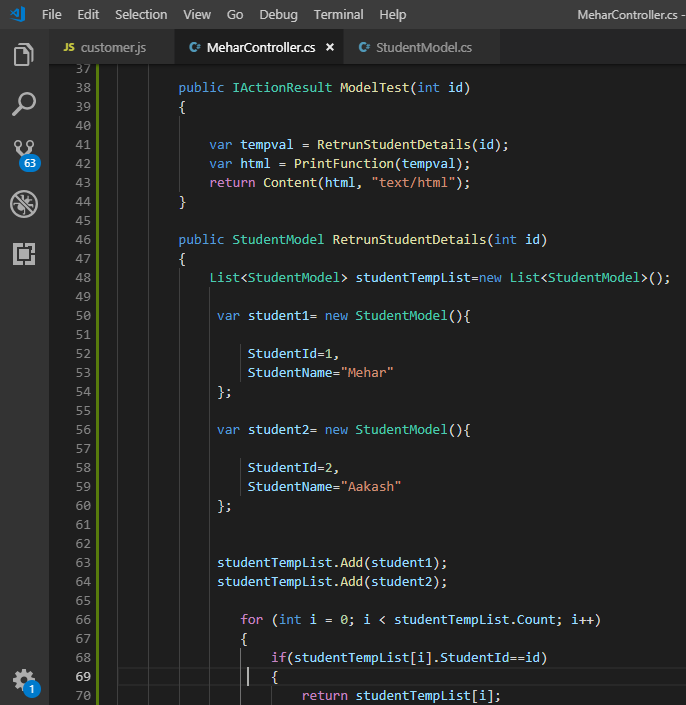 File Edit Selection View Go Debug Terminal Help MeharController.cs - S
JS customer.js C# MeharController.cs × C# StudentModel.cs
37
38 public IActionResult ModelTest(int id)
39 {
40
41 var tempval = RetrunStudentDetails(id);
42 var html = PrintFunction(tempval);
43 return Content(html, "text/html");
44 }
45
46 public StudentModel RetrunStudentDetails(int id)
47 {
48 List<StudentModel> studentTempList=new List<StudentModel>();
49
50 var student1= new StudentModel(){
51
52 StudentId=1,
53 StudentName="Mehar"
54 };
55
56 var student2= new StudentModel(){
57
58 StudentId=2,
59 StudentName="Aakash"
60 };
61
62
63 studentTempList.Add(student1);
64 studentTempList.Add(student2);
65
66 for (int i = 0; i < studentTempList.Count; i++)
67 {
68 if(studentTempList[i].StudentId==id)
69 {
70 return studentTempList[i];
63
1